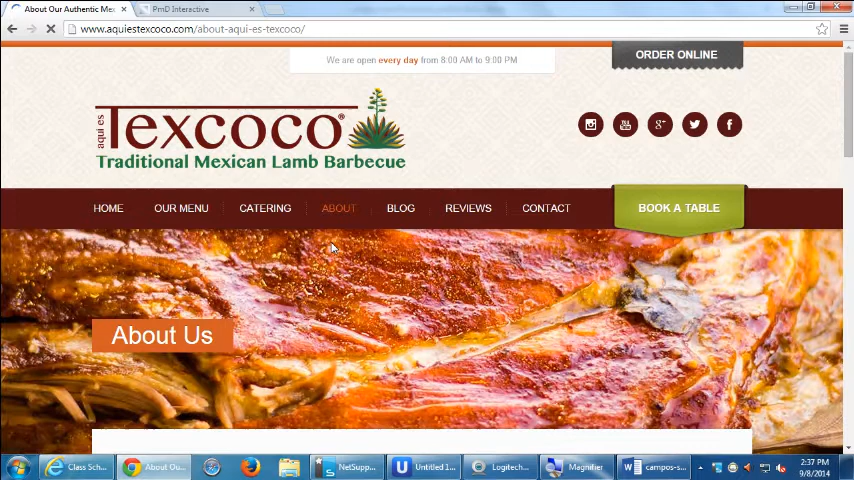 About Our Authentic Me
PmD Interactive
www.aquiestexcoco.com/about-aqui-es-texcoco/
We are open every day from 8:00 AM to 9:00 PM
ORDER ONLINE
aqui es Texcoco®
Traditional Mexican Lamb Barbecue
You Tube
g+
f
HOME OUR MENU CATERING ABOUT BLOG REVIEWS CONTACT BOOK A TABLE
About Us
Class Sch...
About Ou...
NetSupp...
U Untitled 1...
Logitech...
Magnifier
W campos-s...
2:37 PM
9/8/2014